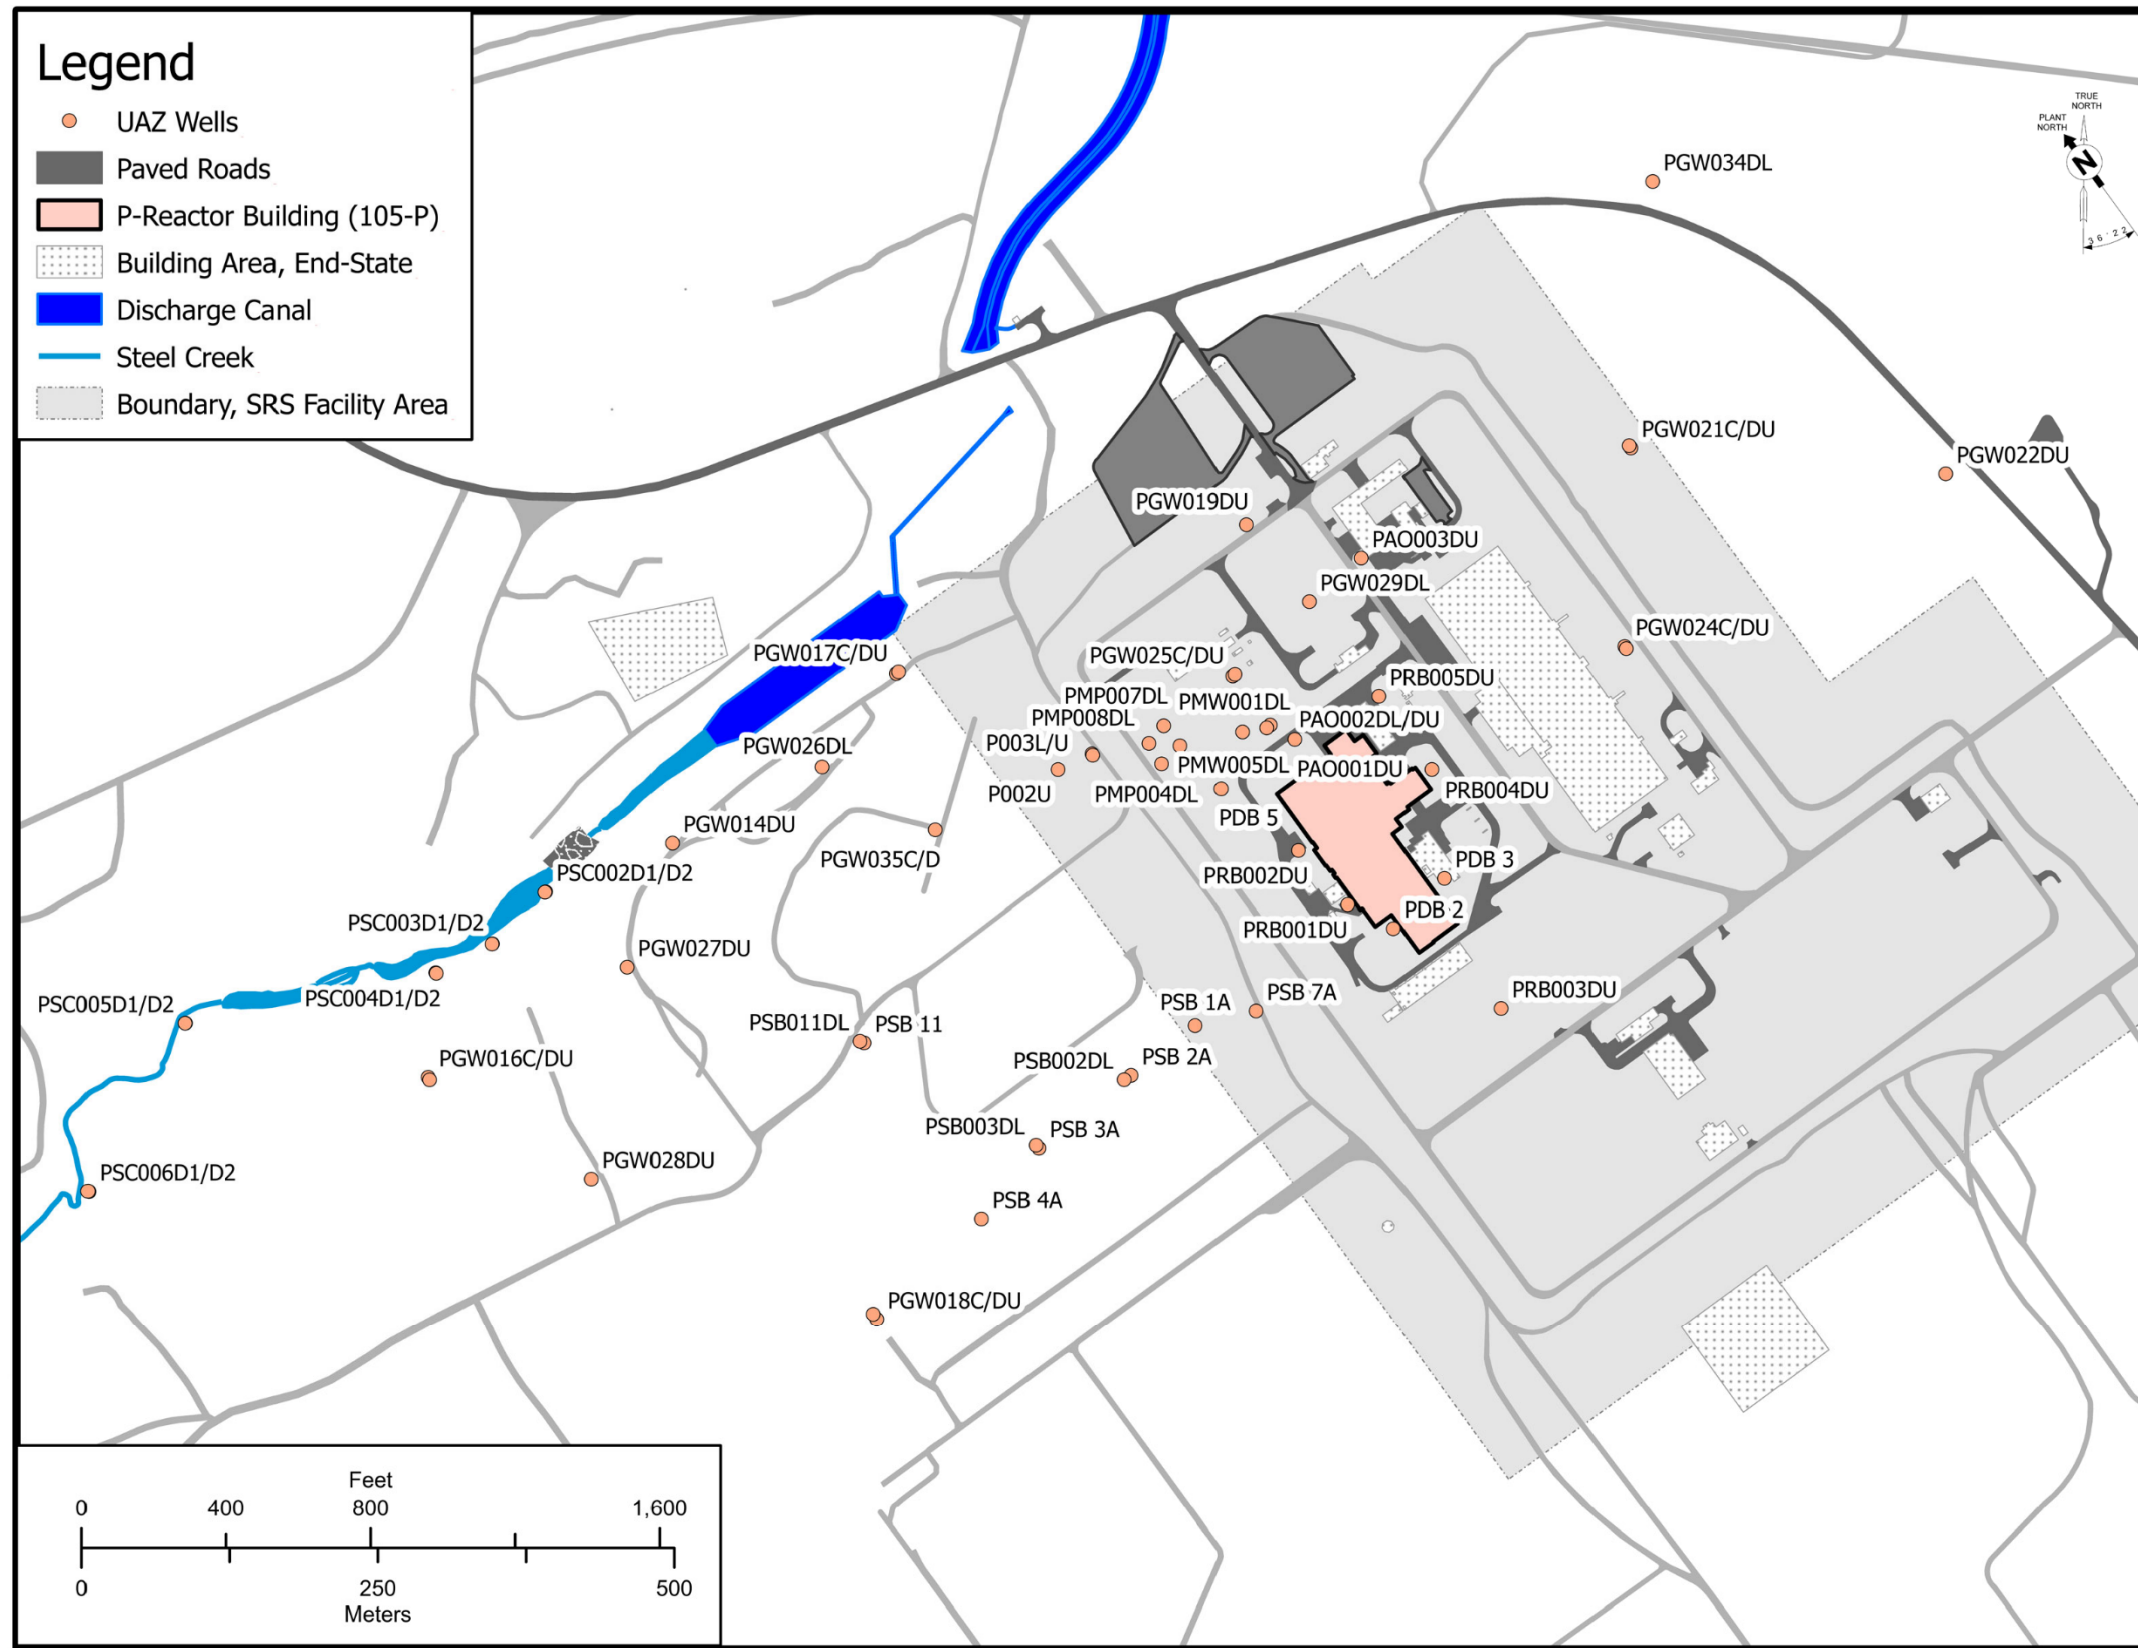 Legend
UAZ Wells
Paved Roads
P-Reactor Building (105-P)
Building Area, End-State
Discharge Canal
Steel Creek
Boundary, SRS Facility Area
TRUE
NORTH
PLANT
NORTH
N
36·22
PGW034DL
PGW021C/DU
PGW022DU
PGW019DU
PAO003DU
PGW029DL
PGW024C/DU
PGW017C/DU
PGW025C/DU
PRB005DU
PMP007DL
PMW001DL
PMP008DL
PAO002DL/DU
P003L/U
PGW026DL
PMW005DL
PAO001DU
P002U
PMP004DL
PRB004DU
PDB 5
PGW014DU
PGW035C/D
PDB 3
PSC002D1/D2
PRB002DU
PDB 2
PSC003D1/D2
PRB001DU
PGW027DU
PSC004D1/D2
PSC005D1/D2
PSB 7A
PRB003DU
PSB 1A
PSB011DL
PSB 11
PGW016C/DU
PSB002DL
PSB 2A
PSB003DL
PSB 3A
PGW028DU
PSC006D1/D2
PSB 4A
PGW018C/DU
Feet
0 400 800 1,600
0 250 500
Meters